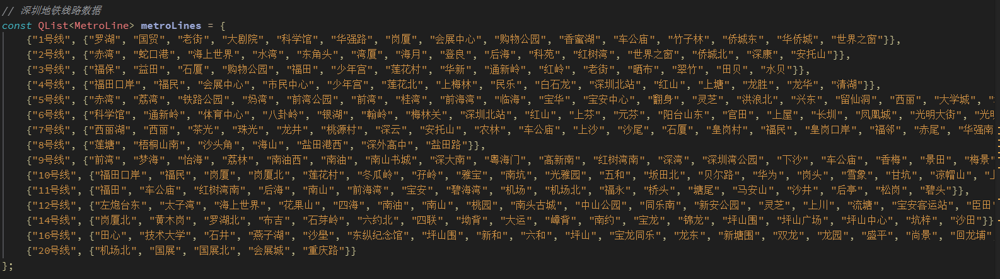 // 深圳地铁线路数据
const QList<MetroLine> metroLines = {
{"1号线", {"罗湖", "国贸", "老街", "大剧院", "科学馆", "华强路", "岗厦", "会展中心", "购物公园", "香蜜湖", "车公庙", "竹子林", "侨城东", "华侨城", "世界之窗"}},
{"2号线", {"赤湾", "蛇口港", "海上世界", "水湾", "东角头", "湾厦", "海月", "登良", "后海", "科苑", "红树湾", "世界之窗", "侨城北", "深康", "安托山"}},
{"3号线", {"福保", "益田", "石厦", "购物公园", "福田", "少年宫", "莲花村", "华新", "通新岭", "红岭", "老街", "晒布", "翠竹", "田贝", "水贝"}},
{"4号线", {"福田口岸", "福民", "会展中心", "市民中心", "少年宫", "莲花北", "上梅林", "民乐", "白石龙", "深圳北站", "红山", "上塘", "龙胜", "龙华", "清湖"}},
{"5号线", {"赤湾", "荔湾", "铁路公园", "妈湾", "前湾公园", "前湾", "桂湾", "前海湾", "临海", "宝华", "宝安中心", "翻身", "灵芝", "洪浪北", "兴东", "留仙洞", "西丽", "大学城", "
{"6号线", {"科学馆", "通新岭", "体育中心", "八卦岭", "银湖", "翰岭", "梅林关", "深圳北站", "红山", "上芬", "元芬", "阳台山东", "官田", "上屋", "长圳", "凤凰城", "光明大街", "光明
{"7号线", {"西丽湖", "西丽", "茶光", "珠光", "龙井", "桃源村", "深云", "安托山", "农林", "车公庙", "上沙", "沙尾", "石厦", "皇岗村", "福民", "皇岗口岸", "福邻", "赤尾", "华强南
{"8号线", {"莲塘", "梧桐山南", "沙头角", "海山", "盐田港西", "深外高中", "盐田路"}},
{"9号线", {"前湾", "梦海", "怡海", "荔林", "南油西", "南油", "南山书城", "深大南", "粤海门", "高新南", "红树湾南", "深湾", "深圳湾公园", "下沙", "车公庙", "香梅", "景田", "梅景"
{"10号线", {"福田口岸", "福民", "岗厦", "岗厦北", "莲花村", "冬瓜岭", "孖岭", "雅宝", "南坑", "光雅园", "五和", "坂田北", "贝尔路", "华为", "岗头", "雪象", "甘坑", "凉帽山", "
{"11号线", {"福田", "车公庙", "红树湾南", "后海", "南山", "前海湾", "宝安", "碧海湾", "机场", "机场北", "福永", "桥头", "塘尾", "马安山", "沙井", "后亭", "松岗", "碧头"}},
{"12号线", {"左炮台东", "太子湾", "海上世界", "花果山", "四海", "南油", "南山", "桃园", "南头古城", "中山公园", "同乐南", "新安公园", "灵芝", "上川", "流塘", "宝安客运站", "臣田"
{"14号线", {"岗厦北", "黄木岗", "罗湖北", "布吉", "石芽岭", "六约北", "四联", "坳背", "大运", "嶂背", "南约", "宝龙", "锦龙", "坪山围", "坪山广场", "坪山中心", "坑梓", "沙田"}}
{"16号线", {"田心", "技术大学", "石井", "燕子湖", "沙壆", "东纵纪念馆", "坪山围", "新和", "六和", "坪山", "宝龙同乐", "龙东", "新塘围", "双龙", "龙园", "盛平", "尚景", "回龙埔"
{"20号线", {"机场北", "国展", "国展北", "会展城", "重庆路"}}
};